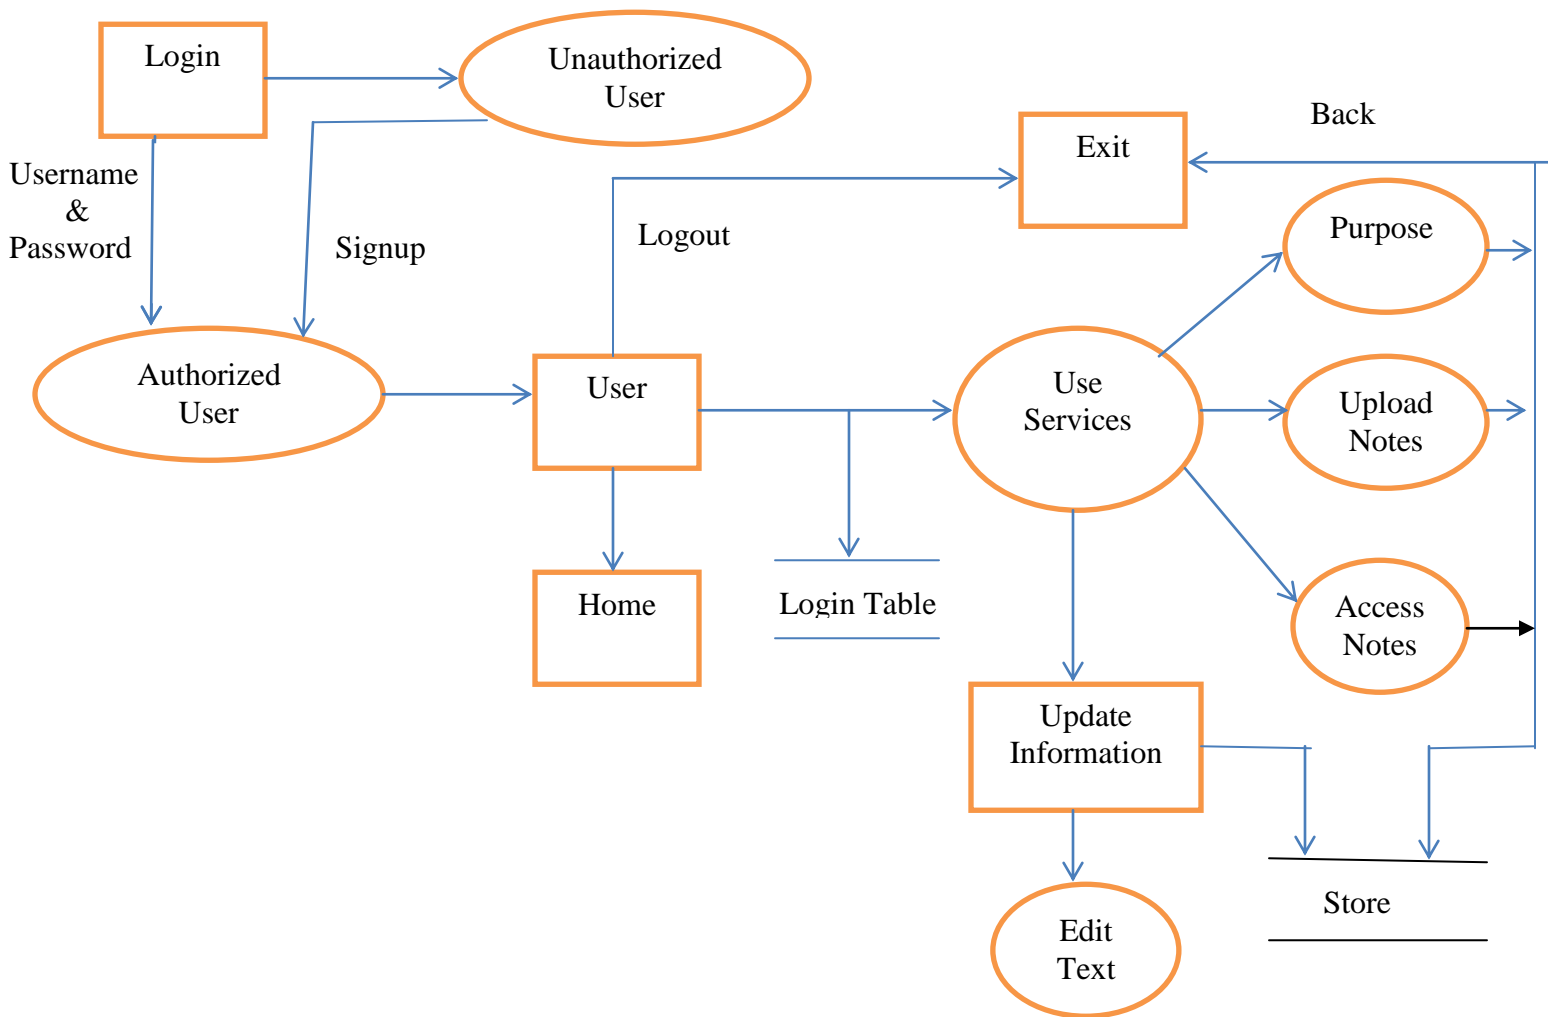 Login
Unauthorized
User
Back
Exit
Username
&
Password
Signup
Logout
Purpose
Authorized
User
User
Use
Services
Upload
Notes
Home
Login Table
Access
Notes
Update
Information
Store
Edit
Text